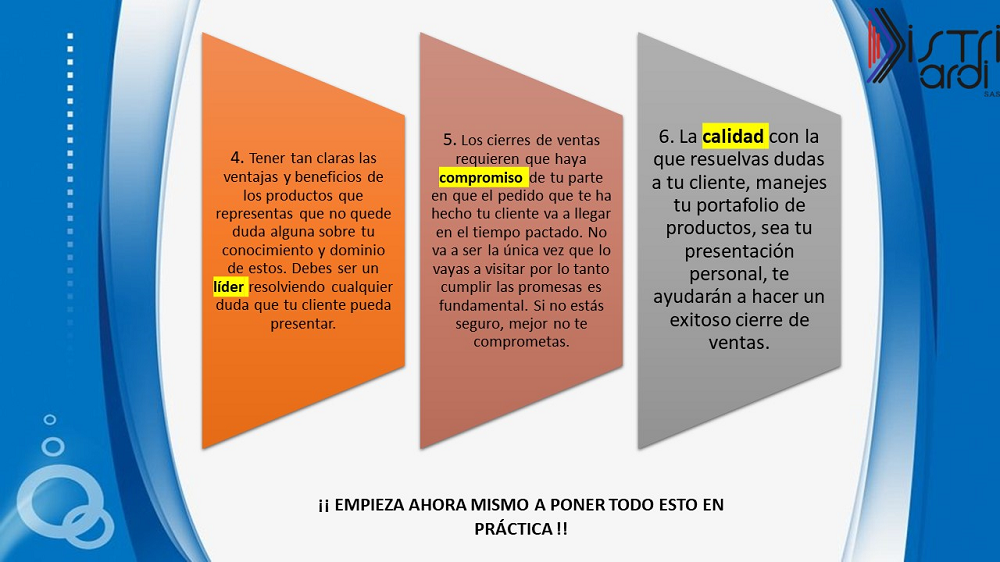 istri
ardi
SAS
4. Tener tan claras las
ventajas y beneficios de
los productos que
representas que no quede
duda alguna sobre tu
conocimiento y dominio
de estos. Debes ser un
líder resolviendo cualquier
duda que tu cliente pueda
presentar.
5. Los cierres de ventas
requieren que haya
compromiso de tu parte
en que el pedido que te ha
hecho tu cliente va a llegar
en el tiempo pactado. No
va a ser la única vez que lo
vayas a visitar por lo tanto
cumplir las promesas es
fundamental. Si no estás
seguro, mejor no te
comprometas.
6. La calidad con la
que resuelvas dudas
a tu cliente, manejes
tu portafolio de
productos, sea tu
presentación
personal, te
ayudarán a hacer un
exitoso cierre de
ventas.
¡¡ EMPIEZA AHORA MISMO A PONER TODO ESTO EN
PRÁCTICA !!